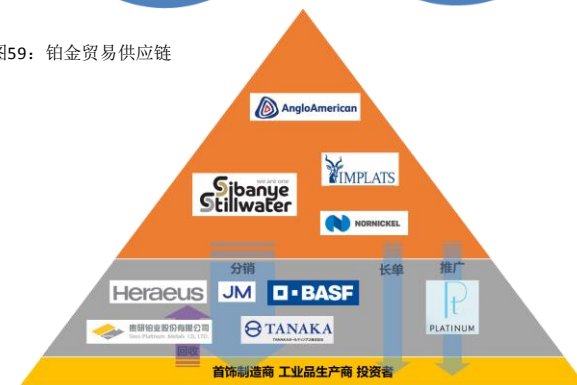 图59：铂金贸易供应链
AngloAmerican
IMPLATS
we are one
Sibanye
Stillwater
NORNICKEL
分销
长单
推广
Heraeus
JM
BASF
Pt
PLATINUM
贵研铂业股份有限公司
Sino-Platinum Metals CO., LTD.
TANAKA
回收
首饰制造商 工业品生产商 投资者